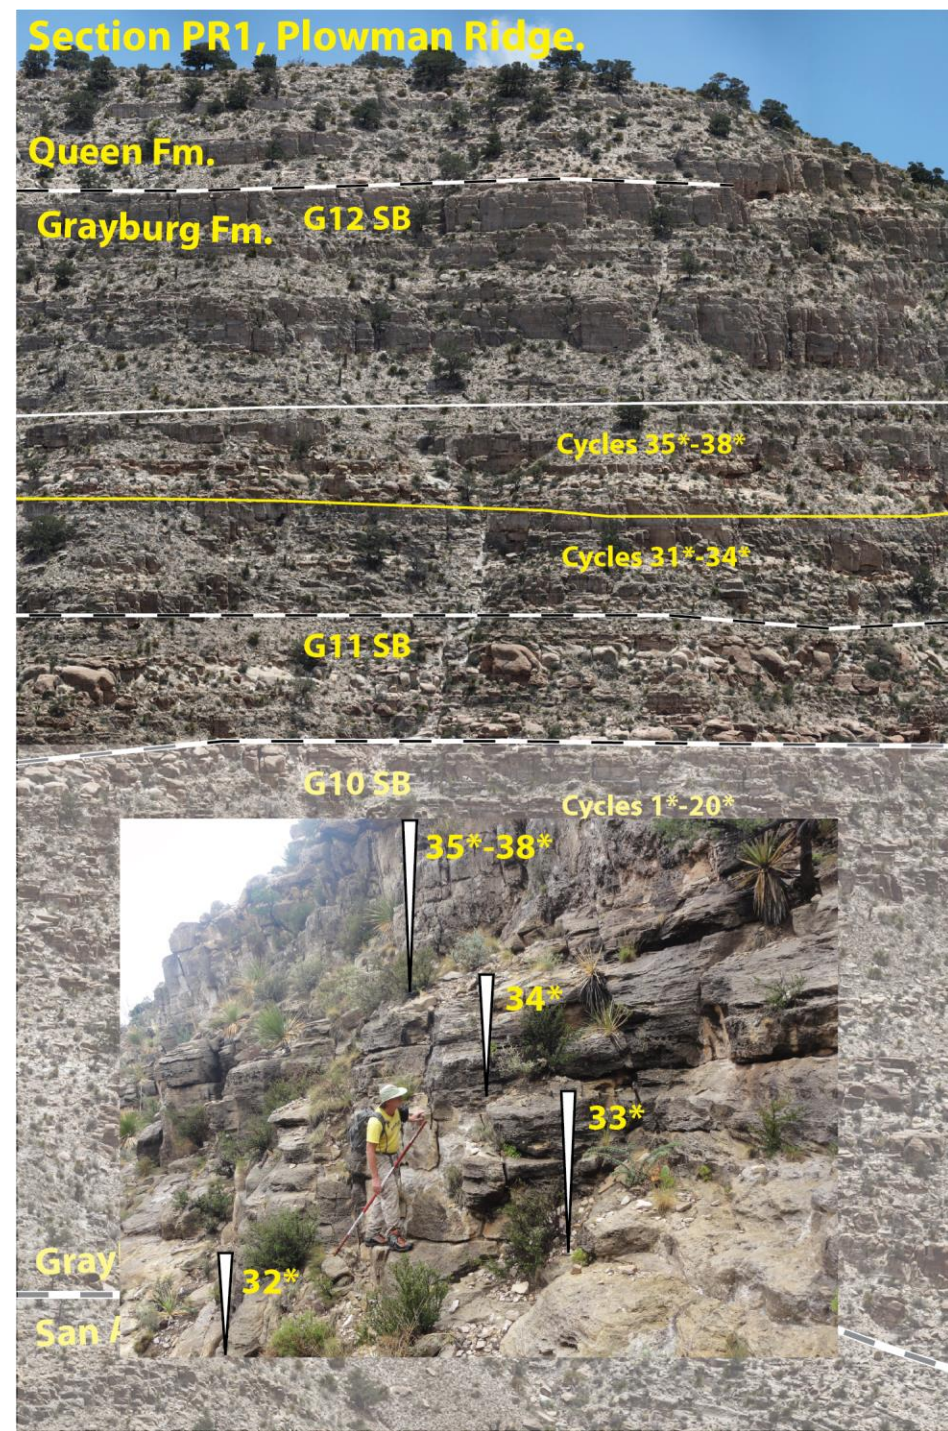 Section PR1, Plowman Ridge.
Queen Fm.
Grayburg Fm.
G12 SB
Cycles 35*-38*
Cycles 31*-34*
G11 SB
G10 SB
Cycles 1*-20*
35*-38*
34*
33*
32*
Gray
San